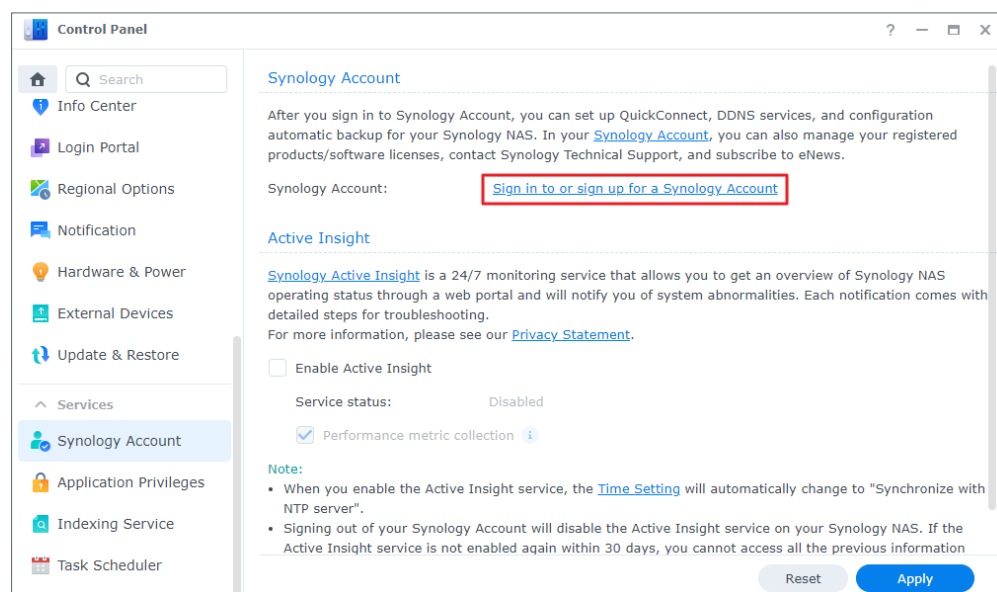 Control Panel
Search
Info Center
Login Portal
Regional Options
Notification
Hardware & Power
External Devices
Update & Restore
Services
Synology Account
Application Privileges
Indexing Service
Task Scheduler
Synology Account
After you sign in to Synology Account, you can set up QuickConnect, DDNS services, and configuration
automatic backup for your Synology NAS. In your Synology Account, you can also manage your registered
products/software licenses, contact Synology Technical Support, and subscribe to eNews.
Synology Account: Sign in to or sign up for a Synology Account
Active Insight
Synology Active Insight is a 24/7 monitoring service that allows you to get an overview of Synology NAS
operating status through a web portal and will notify you of system abnormalities. Each notification comes with
detailed steps for troubleshooting.
For more information, please see our Privacy Statement.
Enable Active Insight
Service status: Disabled
Performance metric collection
Note:
• When you enable the Active Insight service, the Time Setting will automatically change to "Synchronize with
NTP server".
• Signing out of your Synology Account will disable the Active Insight service on your Synology NAS. If the
Active Insight service is not enabled again within 30 days, you cannot access all the previous information
Reset Apply